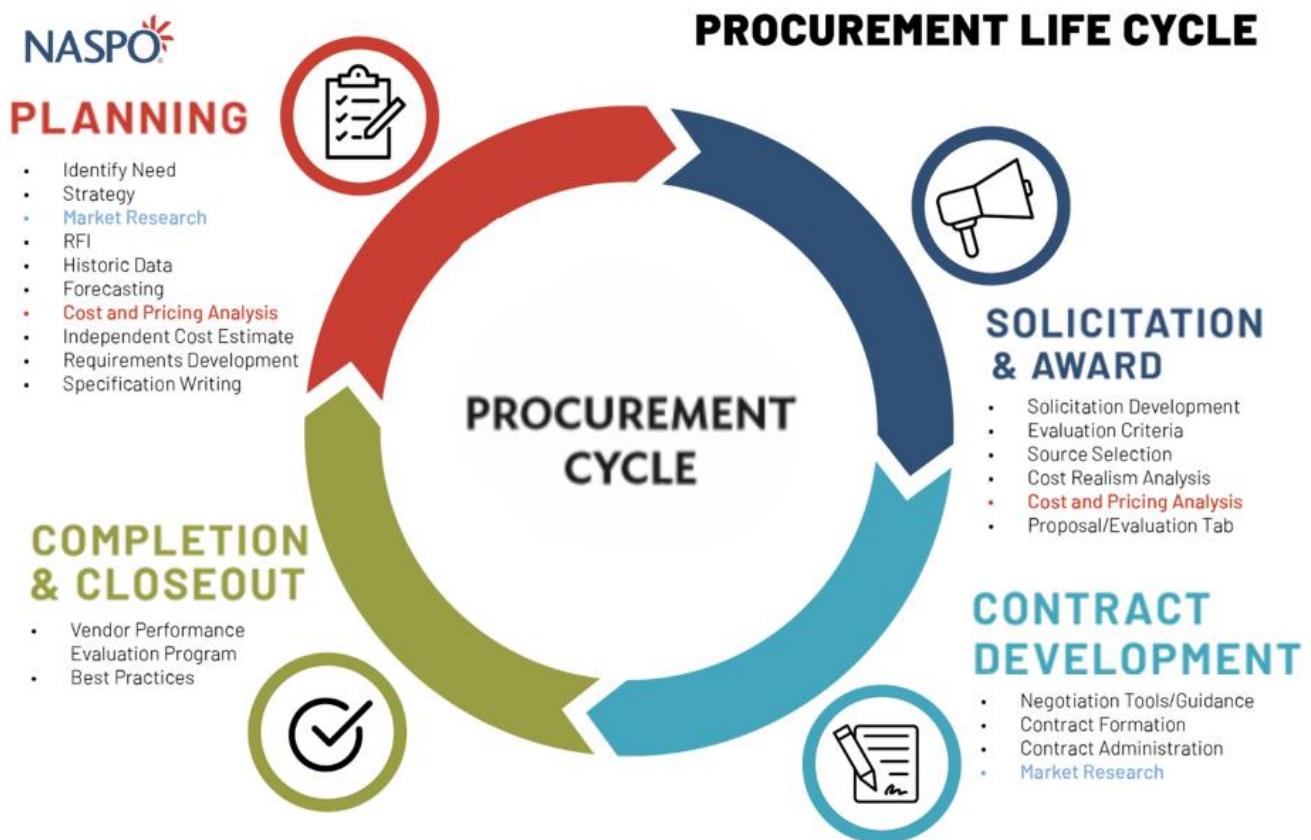 NASPO
PROCUREMENT LIFE CYCLE
PLANNING
• Identify Need
• Strategy
• Market Research
• RFI
• Historic Data
• Forecasting
• Cost and Pricing Analysis
• Independent Cost Estimate
• Requirements Development
• Specification Writing
SOLICITATION
& AWARD
• Solicitation Development
• Evaluation Criteria
• Source Selection
• Cost Realism Analysis
• Cost and Pricing Analysis
• Proposal/Evaluation Tab
PROCUREMENT
CYCLE
COMPLETION
& CLOSEOUT
• Vendor Performance
Evaluation Program
• Best Practices
CONTRACT
DEVELOPMENT
• Negotiation Tools/Guidance
• Contract Formation
• Contract Administration
• Market Research